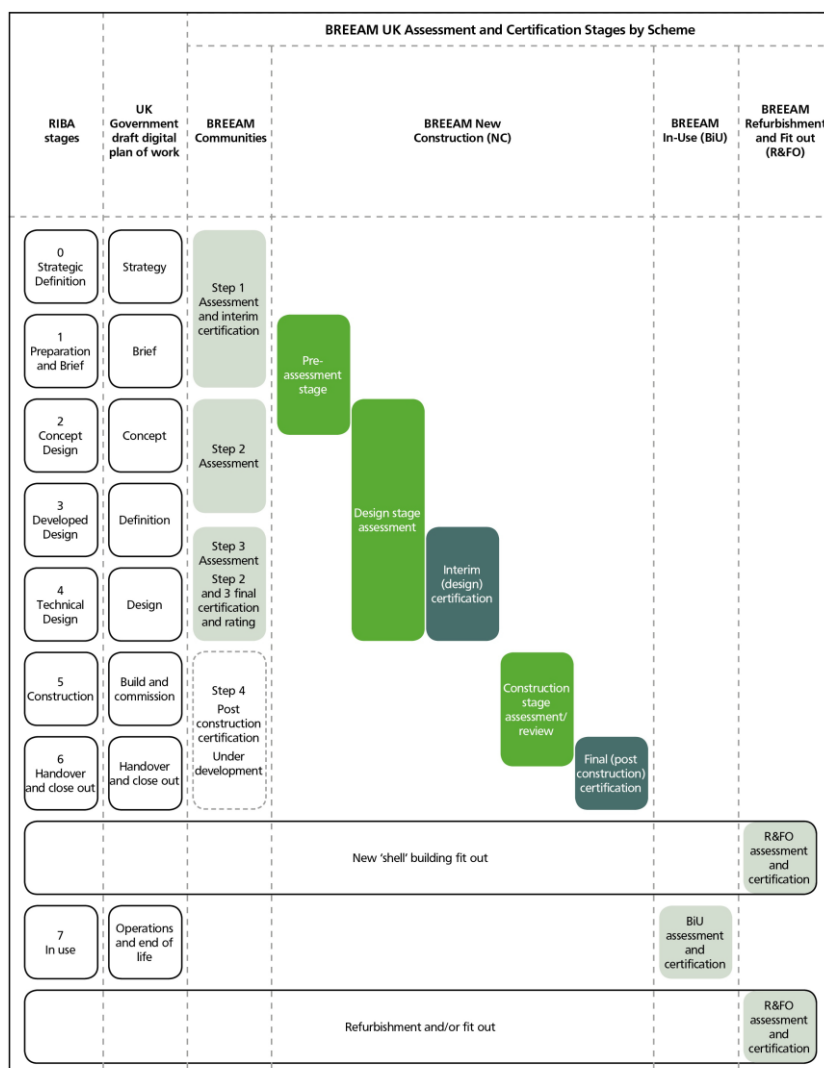 BREEAM UK Assessment and Certification Stages by Scheme
RIBA
stages
UK
Government
draft digital
plan of work
BREEAM
Communities
BREEAM New
Construction (NC)
BREEAM
In-Use (BiU)
BREEAM
Refurbishment
and Fit out
(R&FO)
0
Strategic
Definition
Strategy
Step 1
Assessment
and interim
certification
1
Preparation
and Brief
Brief
Pre-
assessment
stage
2
Concept
Design
Concept
Step 2
Assessment
Design stage
assessment
3
Developed
Design
Definition
Step 3
Assessment
Step 2
and 3 final
certification
and rating
Interim
(design)
certification
4
Technical
Design
Design
5
Construction
Build and
commission
Step 4
Post
construction
certification
Under
development
Construction
stage
assessment/
review
6
Handover
and close out
Handover
and close out
Final (post
construction)
certification
New ‘shell’ building fit out
R&FO
assessment
and
certification
7
In use
Operations
and end of
life
BiU
assessment
and
certification
Refurbishment and/or fit out
R&FO
assessment
and
certification